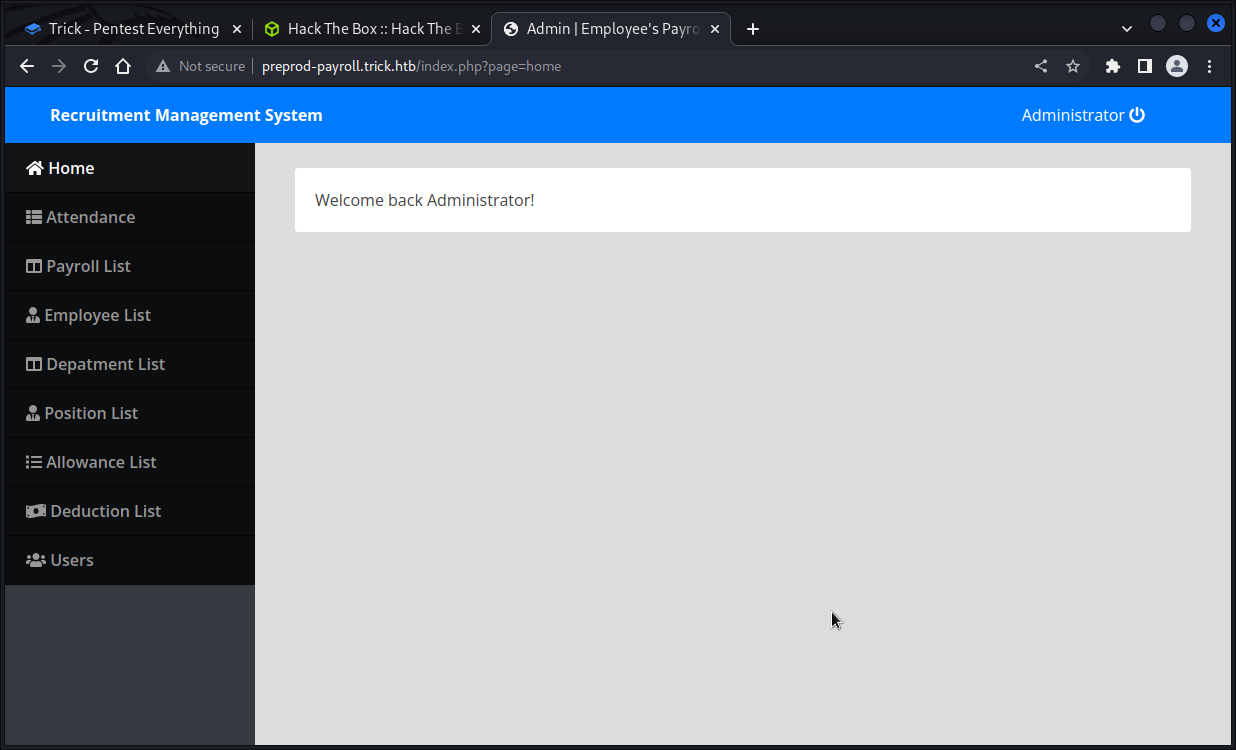 Trick - Pentest Everything
Hack The Box :: Hack The B
Admin | Employee's Payro
Not secure
preprod-payroll.trick.htb/index.php?page=home
Recruitment Management System
Administrator
Home
Welcome back Administrator!
Attendance
Payroll List
Employee List
Depatment List
Position List
Allowance List
Deduction List
Users